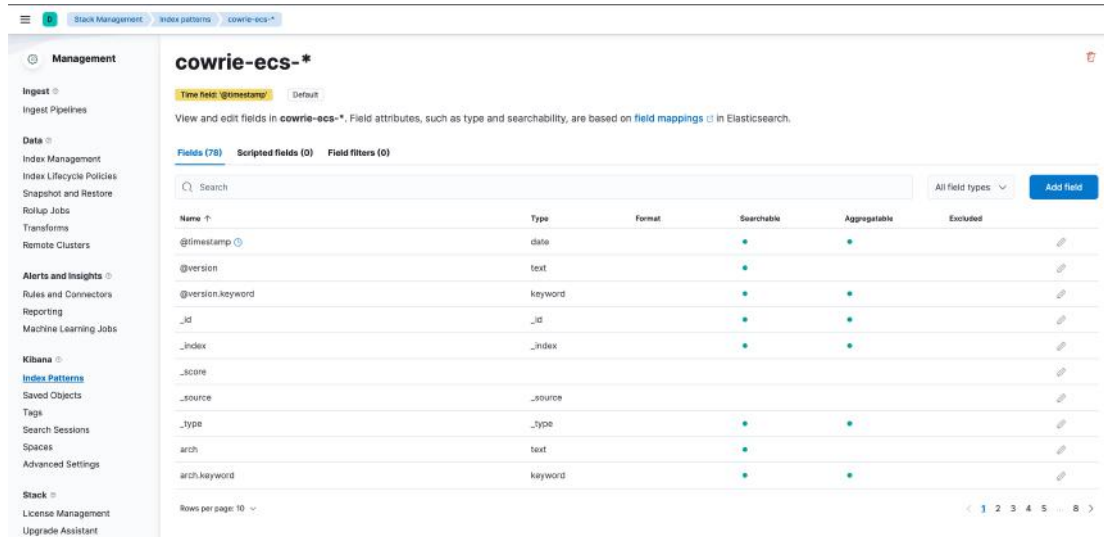 D Stack Management Index patterns cowrie-ecs-*
Management
Ingest
Ingest Pipelines
Data
Index Management
Index Lifecycle Policies
Snapshot and Restore
Rollup Jobs
Transforms
Remote Clusters
Alerts and Insights
Rules and Connectors
Reporting
Machine Learning Jobs
Kibana
Index Patterns
Saved Objects
Tags
Search Sessions
Spaces
Advanced Settings
Stack
License Management
Upgrade Assistant
cowrie-ecs-*
Time field: '@timestamp' Default
View and edit fields in cowrie-ecs-*. Field attributes, such as type and searchability, are based on field mappings in Elasticsearch.
Fields (78) Scripted fields (0) Field filters (0)
Search All field types Add field
Name Type Format Searchable Aggregatable Excluded
@timestamp date
@version text
@version.keyword keyword
_id _id
_index _index
_score
_source _source
_type _type
arch text
arch.keyword keyword
Rows per page: 10 1 2 3 4 5 ... 8